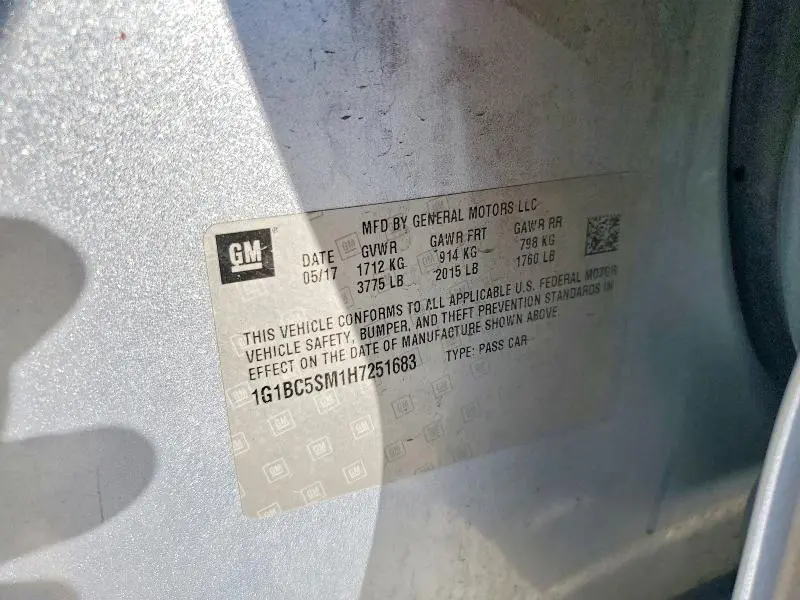 GM
MFD BY GENERAL MOTORS LLC
DATE GVWR GAWR FRT GAWR RR
05/17 1712 KG 914 KG 798 KG
3775 LB 2015 LB 1760 LB
THIS VEHICLE CONFORMS TO ALL APPLICABLE U.S. FEDERAL MOTOR
VEHICLE SAFETY, BUMPER, AND THEFT PREVENTION STANDARDS IN
EFFECT ON THE DATE OF MANUFACTURE SHOWN ABOVE
1G1BC5SM1H7251683 TYPE: PASS CAR